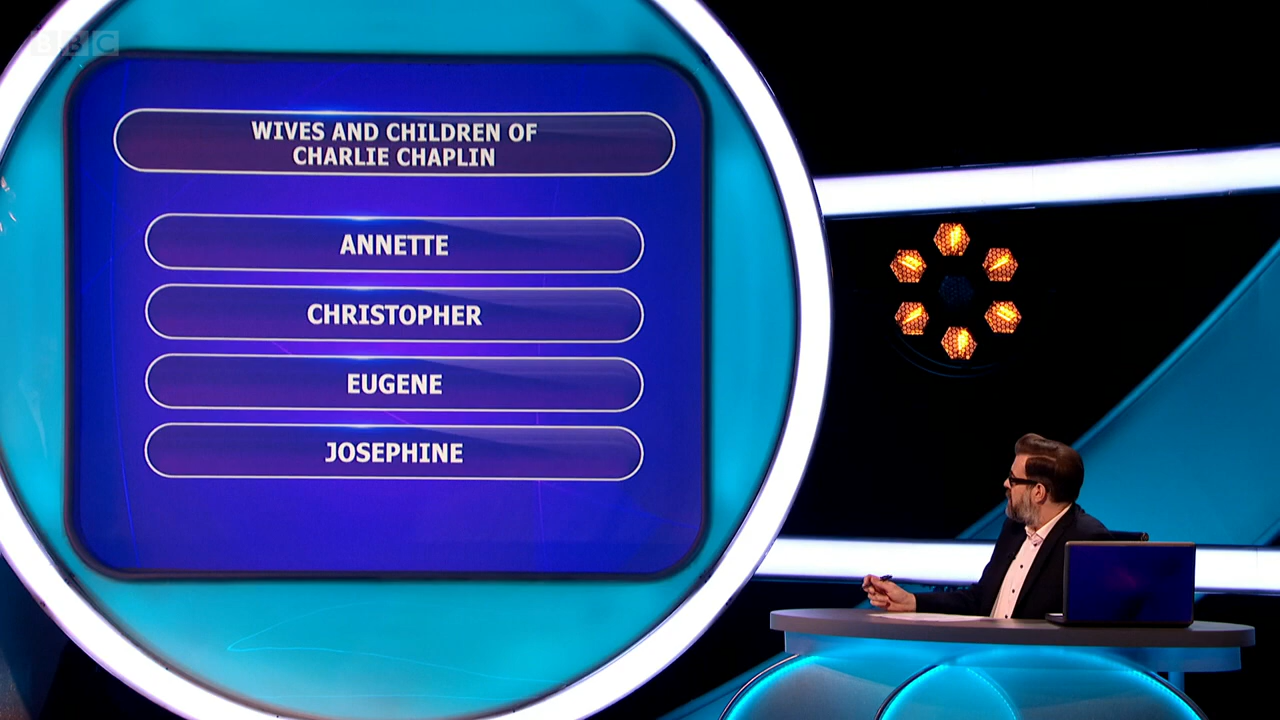 BBC
WIVES AND CHILDREN OF
CHARLIE CHAPLIN
ANNETTE
CHRISTOPHER
EUGENE
JOSEPHINE